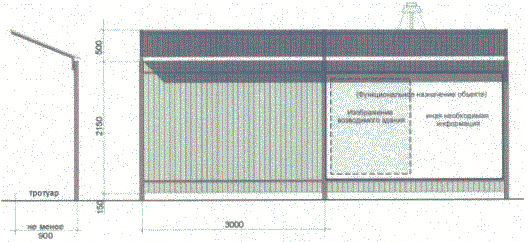 500
2150
150
(Функциональное назначение объекта)
Изображение
возводимого здания
иная необходимая
информация
тротуар
не менее
900
3000